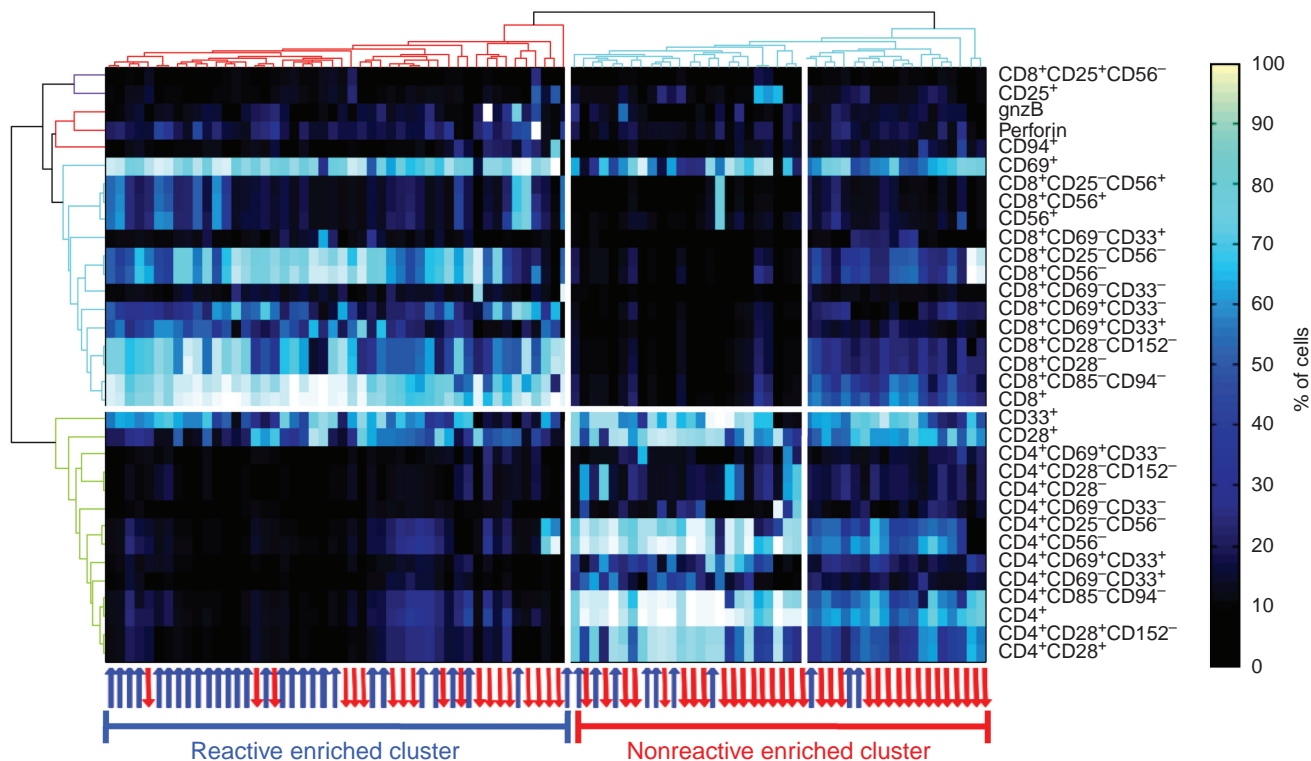 CD8⁺CD25⁺CD56⁻
CD25⁺
gnzB
Perforin
CD94⁺
CD69⁺
CD8⁺CD25⁻CD56⁺
CD8⁺CD56⁺
CD56⁺
CD8⁺CD69⁻CD33⁺
CD8⁺CD25⁻CD56⁻
CD8⁺CD56⁻
CD8⁺CD69⁻CD33⁻
CD8⁺CD69⁺CD33⁻
CD8⁺CD69⁺CD33⁺
CD8⁺CD28⁻CD152⁻
CD8⁺CD28⁻
CD8⁺CD85⁻CD94⁻
CD8⁺
CD33⁺
CD28⁺
CD4⁺CD69⁺CD33⁻
CD4⁺CD28⁻CD152⁻
CD4⁺CD28⁻
CD4⁺CD69⁻CD33⁻
CD4⁺CD25⁻CD56⁻
CD4⁺CD56⁻
CD4⁺CD69⁺CD33⁺
CD4⁺CD69⁻CD33⁺
CD4⁺CD85⁻CD94⁻
CD4⁺
CD4⁺CD28⁺CD152⁻
CD4⁺CD28⁺
100
90
80
70
60
50
40
30
20
10
0
% of cells
Reactive enriched cluster
Nonreactive enriched cluster